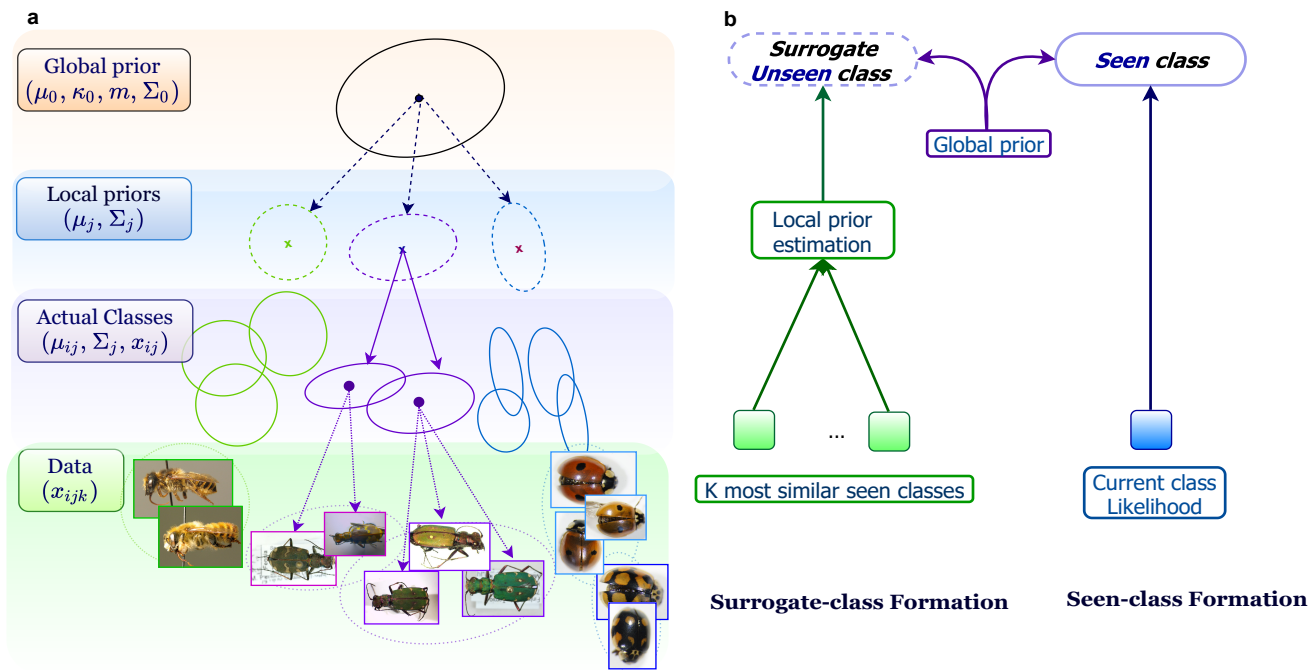 a
Global prior
(μ₀, κ₀, m, Σ₀)
Local priors
(μⱼ, Σⱼ)
x
x
x
Actual Classes
(μᵢⱼ, Σⱼ, xᵢⱼ)
Data
(xᵢⱼₖ)
b
Surrogate
Unseen class
Seen class
Global prior
Local prior
estimation
...
K most similar seen classes
Current class
Likelihood
Surrogate-class Formation
Seen-class Formation